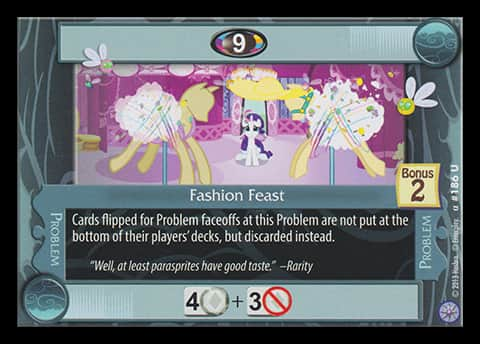 9
Fashion Feast
Bonus
2
Cards flipped for Problem faceoffs at this Problem are not put at the
bottom of their players' decks, but discarded instead.
"Well, at least parasprites have good taste." –Rarity
PROBLEM
PROBLEM
α #186 U
© 2013 Hasbro. © Enterplay
4 + 3